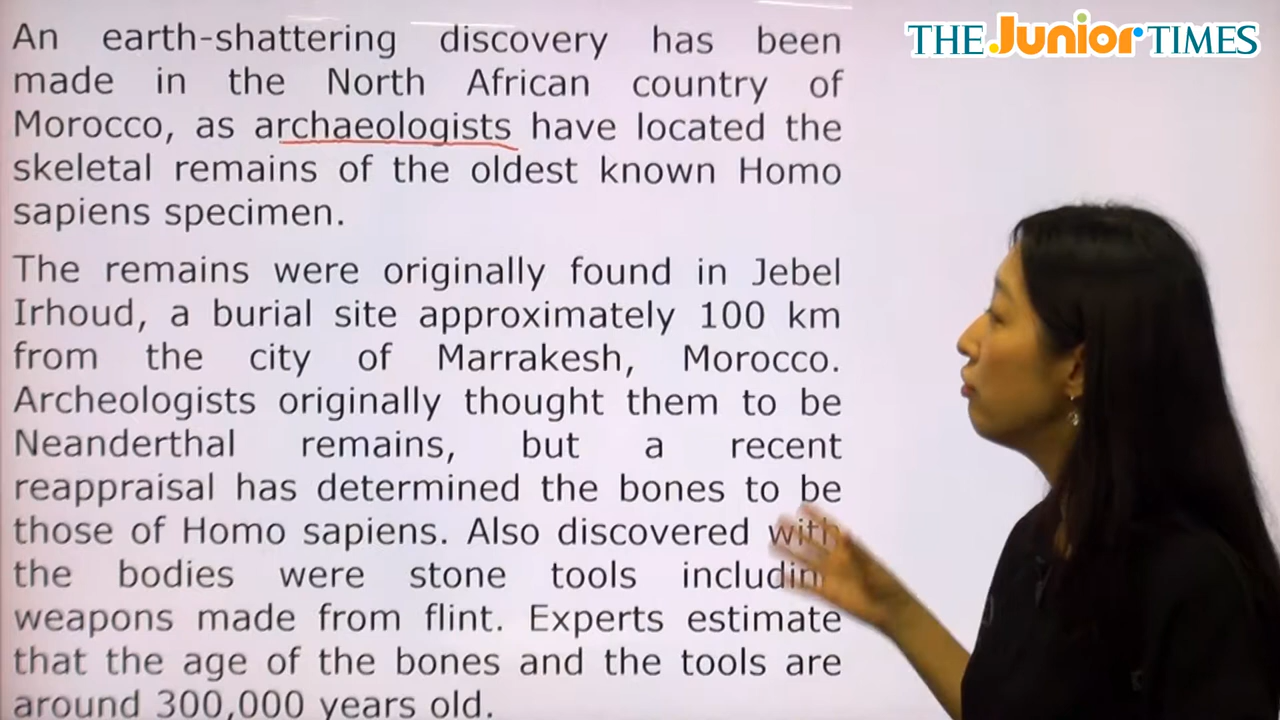 THE Junior TIMES
An earth-shattering discovery has been
made in the North African country of
Morocco, as archaeologists have located the
skeletal remains of the oldest known Homo
sapiens specimen.
The remains were originally found in Jebel
Irhoud, a burial site approximately 100 km
from the city of Marrakesh, Morocco.
Archeologists originally thought them to be
Neanderthal remains, but a recent
reappraisal has determined the bones to be
those of Homo sapiens. Also discovered with
the bodies were stone tools including
weapons made from flint. Experts estimate
that the age of the bones and the tools are
around 300,000 years old.